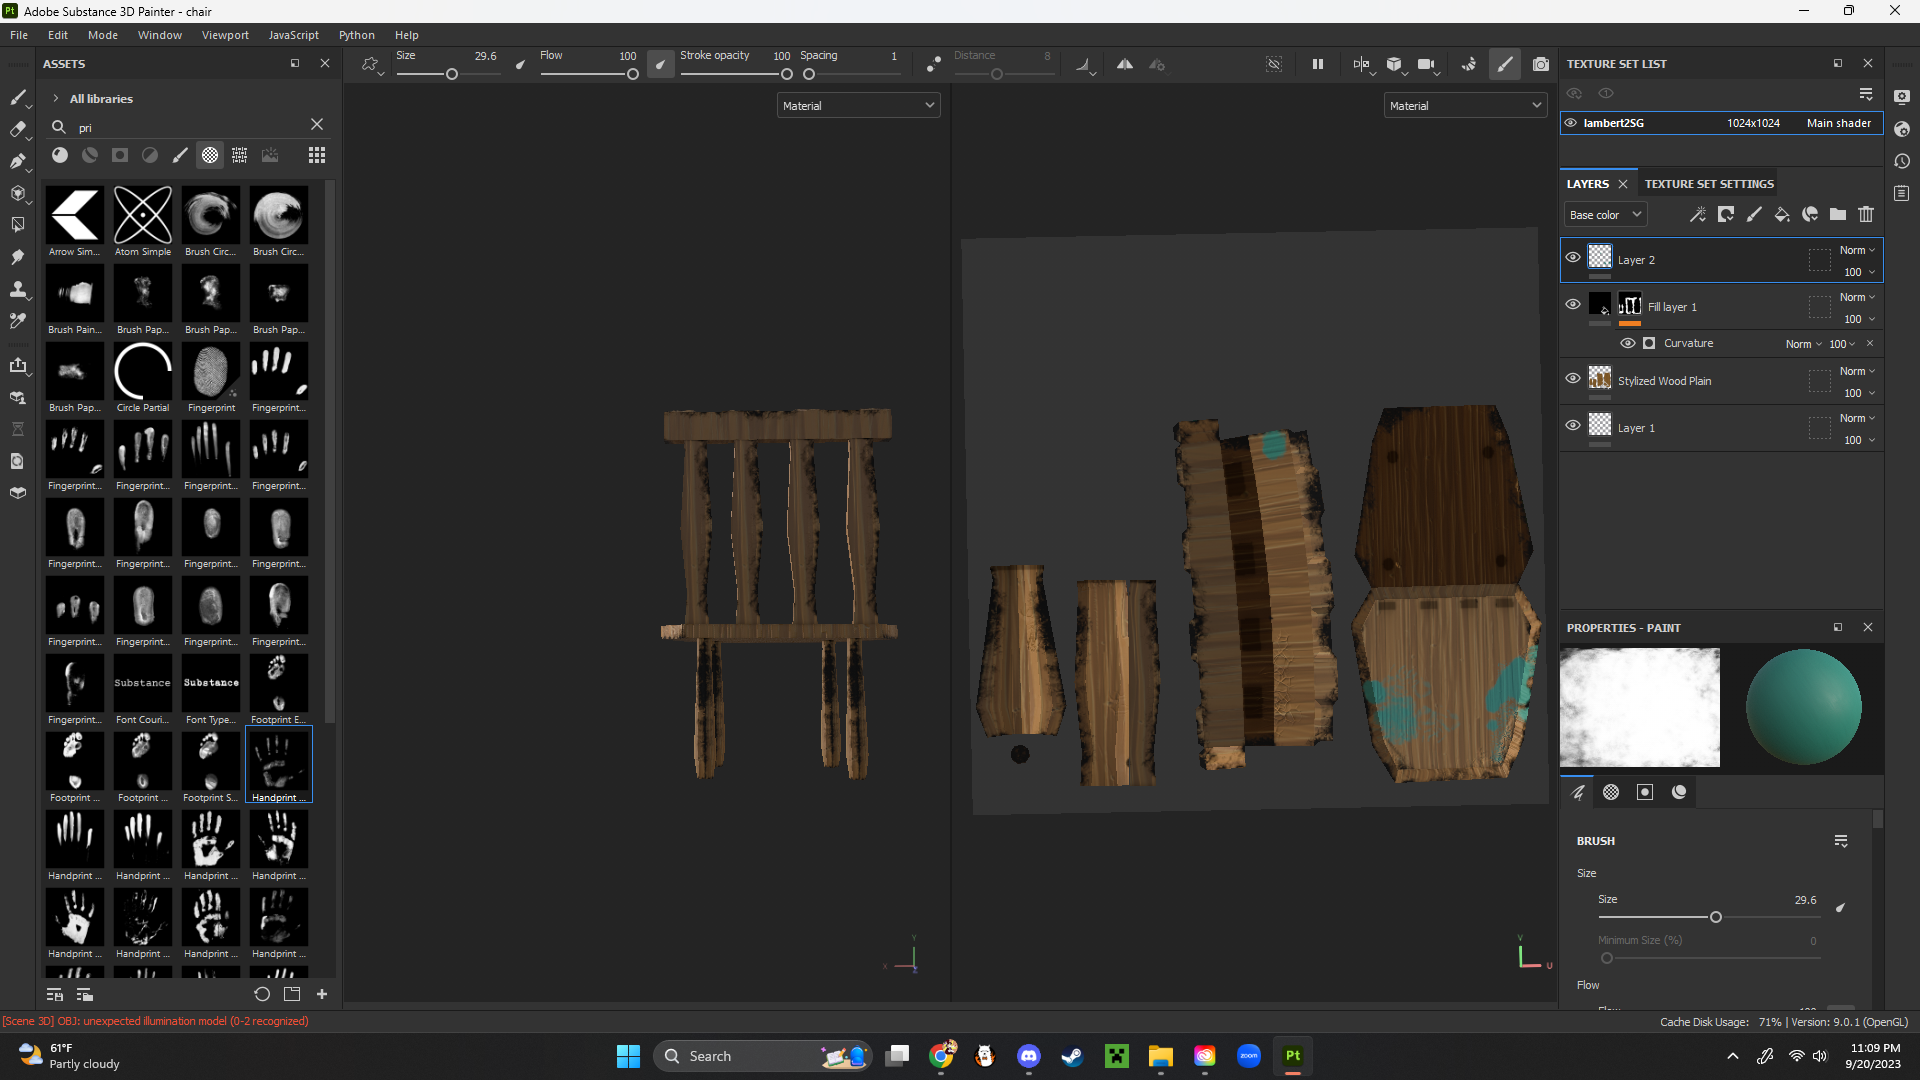 Adobe Substance 3D Painter - chair
File Edit Mode Window Viewport JavaScript Python Help
ASSETS
All libraries
pri
Arrow Sim... Atom Simple Brush Circ... Brush Circ...
Brush Pain... Brush Pap... Brush Pap... Brush Pap...
Brush Pap... Circle Partial Fingerprint Fingerprint...
Fingerprint... Fingerprint... Fingerprint... Fingerprint...
Fingerprint... Fingerprint... Fingerprint... Fingerprint...
Fingerprint... Fingerprint... Fingerprint... Fingerprint...
Substance Substance
Fingerprint... Font Couri... Font Type... Footprint E...
Footprint ... Footprint ... Footprint S... Handprint ...
Handprint ... Handprint ... Handprint ... Handprint ...
Handprint ... Handprint ... Handprint ... Handprint ...
Size 29.6 Flow 100 Stroke opacity 100 Spacing 1 Distance 8
Material
Material
Y
X
Z
V
U
TEXTURE SET LIST
lambert2SG 1024x1024 Main shader
LAYERS TEXTURE SET SETTINGS
Base color
Layer 2 Norm 100
Fill layer 1 Norm 100
Curvature Norm 100
Stylized Wood Plain Norm 100
Layer 1 Norm 100
PROPERTIES - PAINT
BRUSH
Size
Size 29.6
Minimum Size (%) 0
Flow
Flow 100
[Scene 3D] OBJ: unexpected illumination model (0-2 recognized)
Cache Disk Usage: 71% | Version: 9.0.1 (OpenGL)
61°F
Partly cloudy
Search
zoom
Pt
11:09 PM
9/20/2023